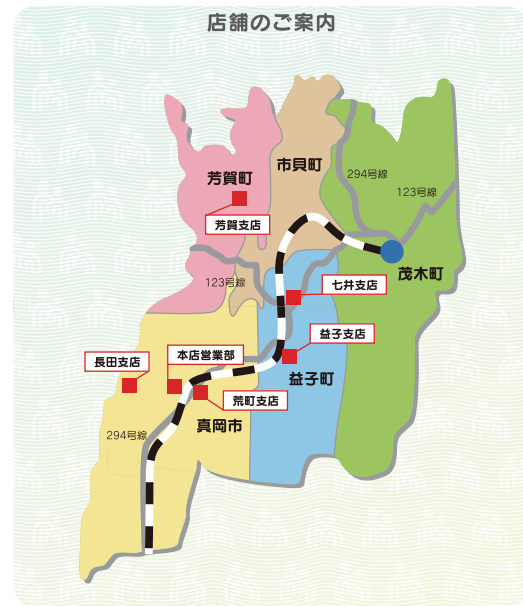 店舗のご案内
市貝町
294号線
芳賀町
123号線
芳賀支店
茂木町
123号線
七井支店
益子支店
本店営業部
長田支店
益子町
荒町支店
真岡市
294号線